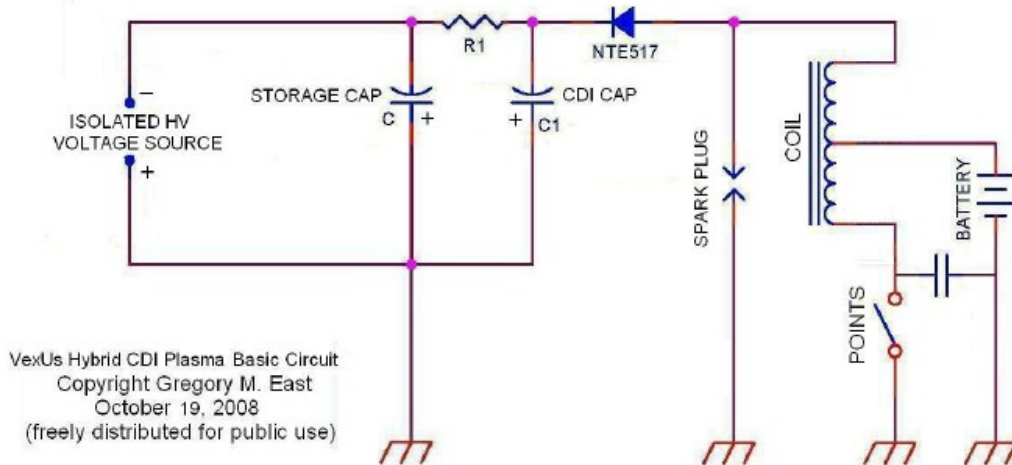 R1
NTE517
−
STORAGE CAP
C
+
CDI CAP
+
C1
ISOLATED HV
VOLTAGE SOURCE
+
SPARK PLUG
COIL
BATTERY
POINTS
VexUs Hybrid CDI Plasma Basic Circuit
Copyright Gregory M. East
October 19, 2008
(freely distributed for public use)